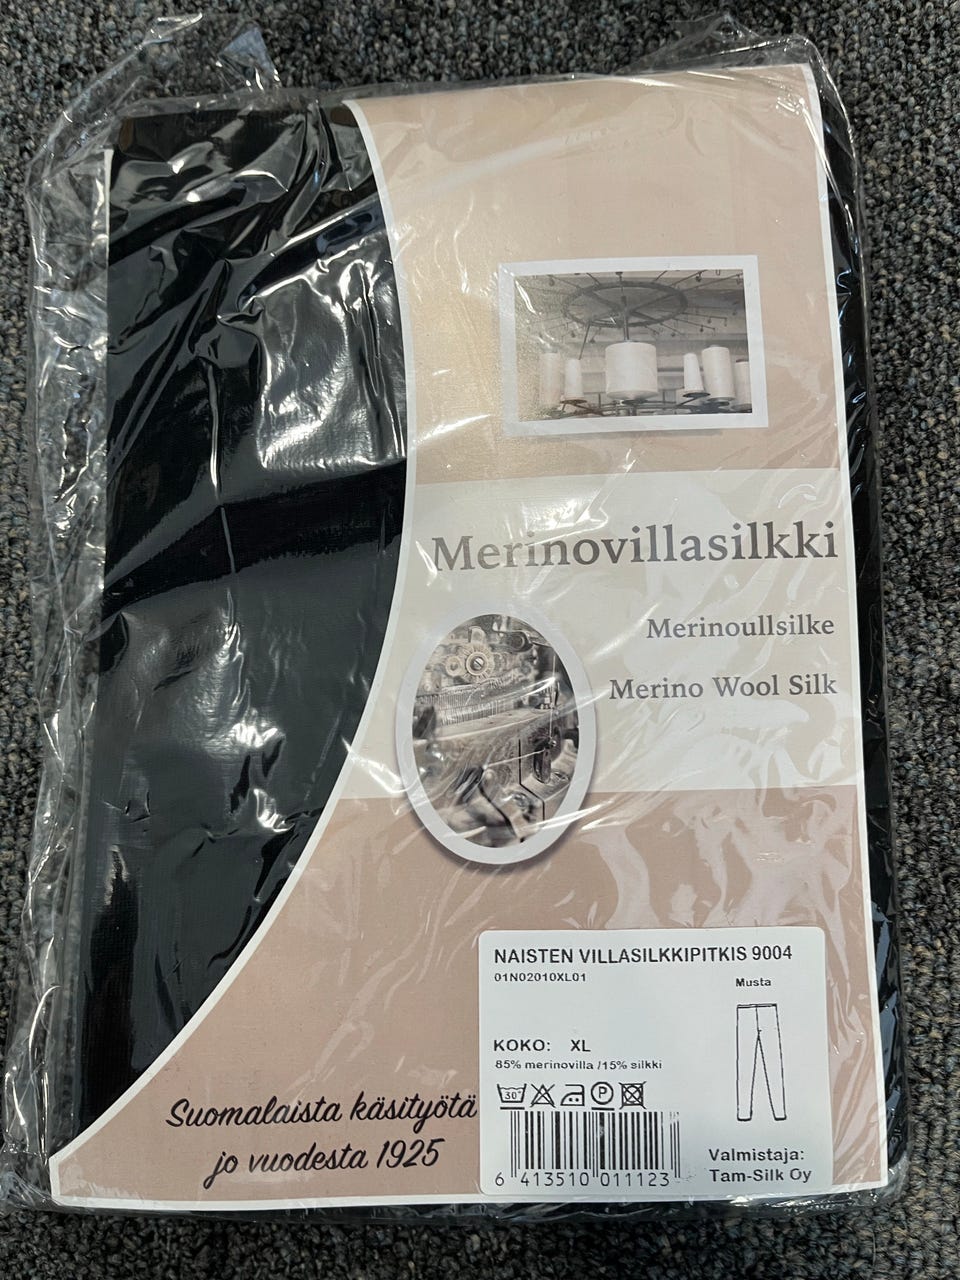 Merinovillasilkki
Merinoullsilke
Merino Wool Silk
NAISTEN VILLASILKKIPITKIS 9004
01N02010XL01
Musta
KOKO: XL
85% merinovilla /15% silkki
30°
P
6 413510 011123
Valmistaja:
Tam-Silk Oy
Suomalaista käsityötä
jo vuodesta 1925